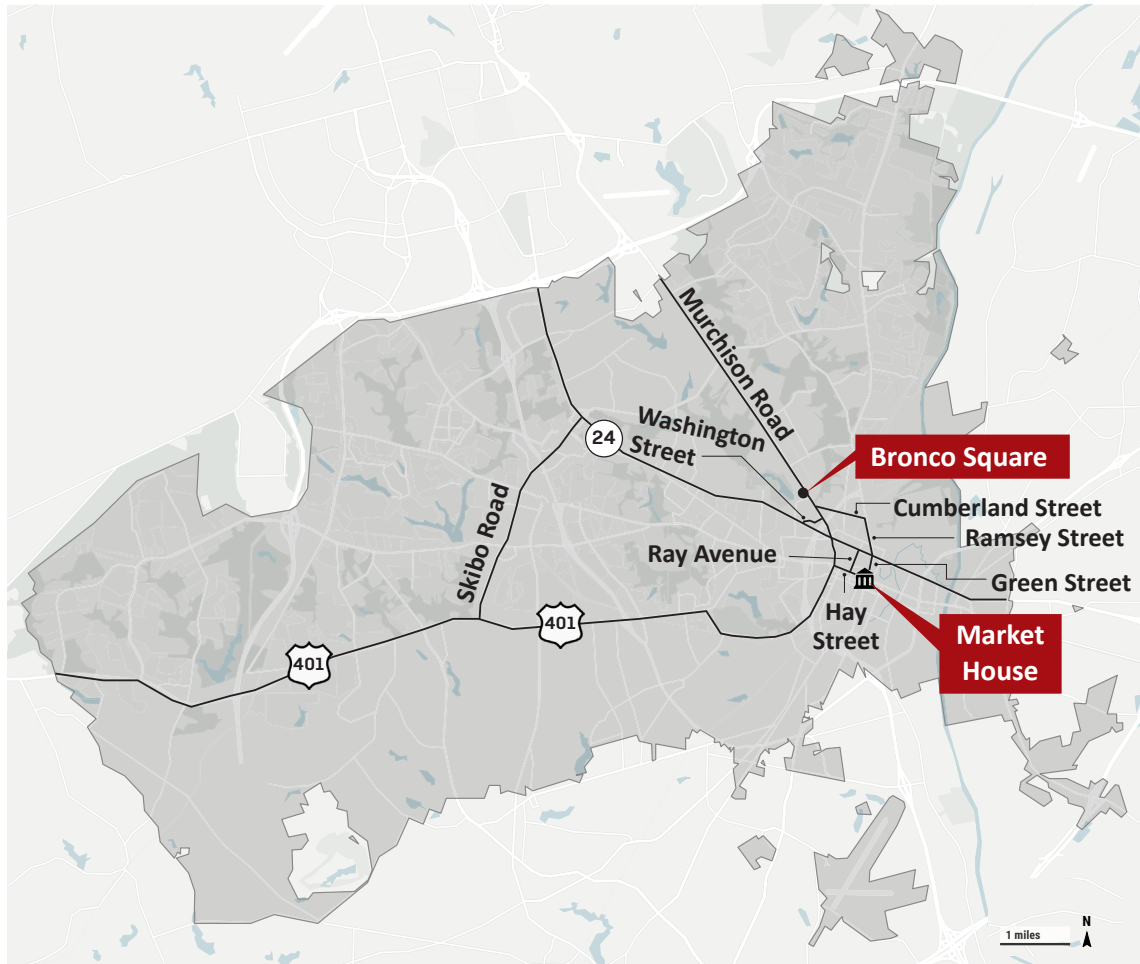 Murchison Road
Washington
Street
24
Bronco Square
Cumberland Street
Ramsey Street
Skibo Road
Ray Avenue
Green Street
Hay
Street
401
Market
House
401
1 miles
N